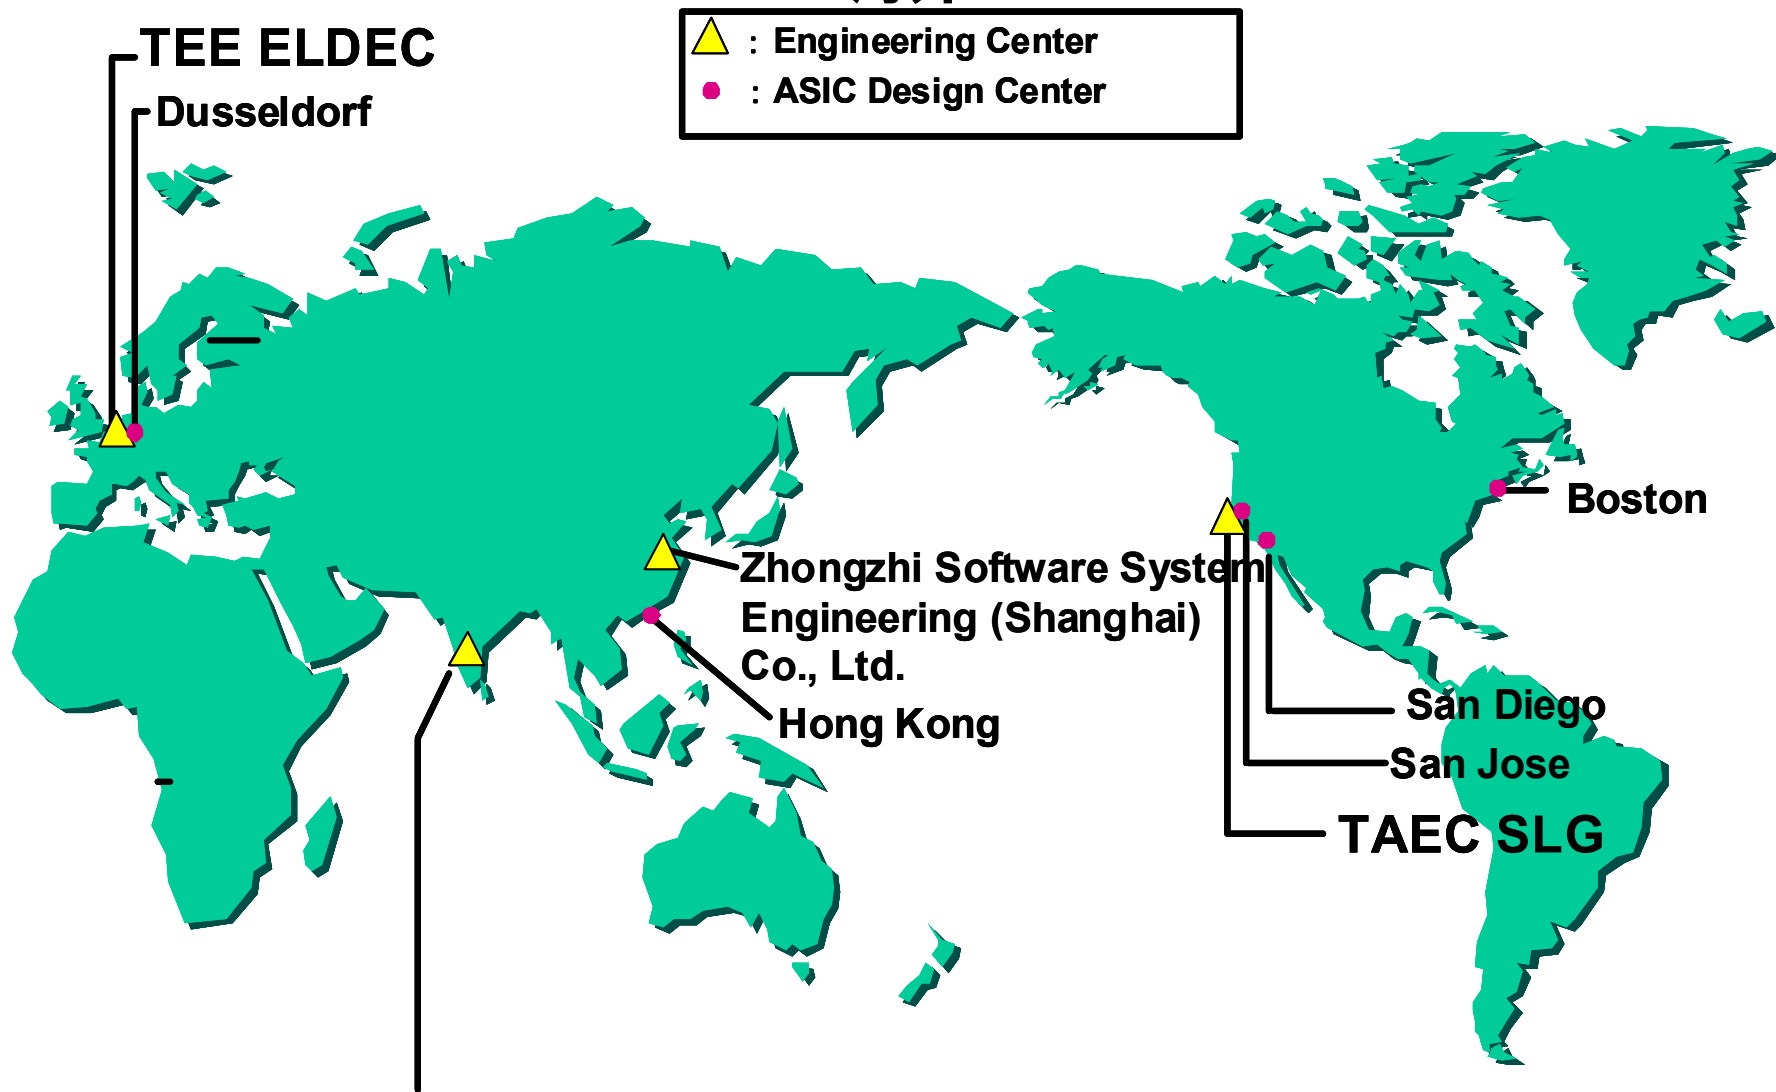 : Engineering Center
: ASIC Design Center
TEE ELDEC
Dusseldorf
Boston
Zhongzhi Software System
Engineering (Shanghai)
Co., Ltd.
Hong Kong
San Diego
San Jose
TAEC SLG